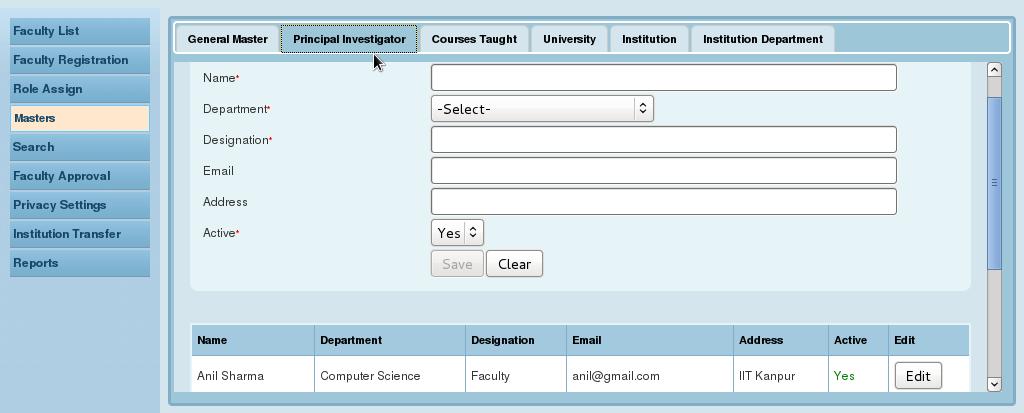 Faculty List
Faculty Registration
Role Assign
Masters
Search
Faculty Approval
Privacy Settings
Institution Transfer
Reports
General Master Principal Investigator Courses Taught University Institution Institution Department
Name*
Department* -Select-
Designation*
Email
Address
Active* Yes
Save Clear
Name Department Designation Email Address Active Edit
Anil Sharma Computer Science Faculty anil@gmail.com IIT Kanpur Yes Edit